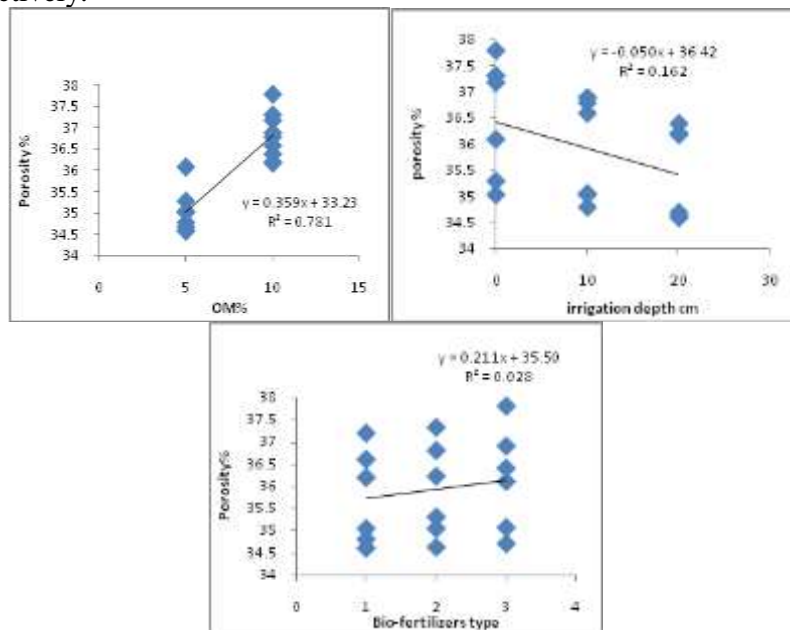 ctively.
38
37.5
37
36.5
36
35.5
35
34.5
34
Porosity%
y = 0.359x + 33.23
R² = 0.781
0 5 10 15
OM%
38
37.5
37
36.5
36
35.5
35
34.5
34
porosity%
y = -0.050x + 36.42
R² = 0.162
0 10 20 30
irrigation depth cm
y = 0.211x + 35.50
R² = 0.028
38
37.5
37
36.5
36
35.5
35
34.5
34
Porosity%
0 1 2 3 4
Bio-fertilizers type